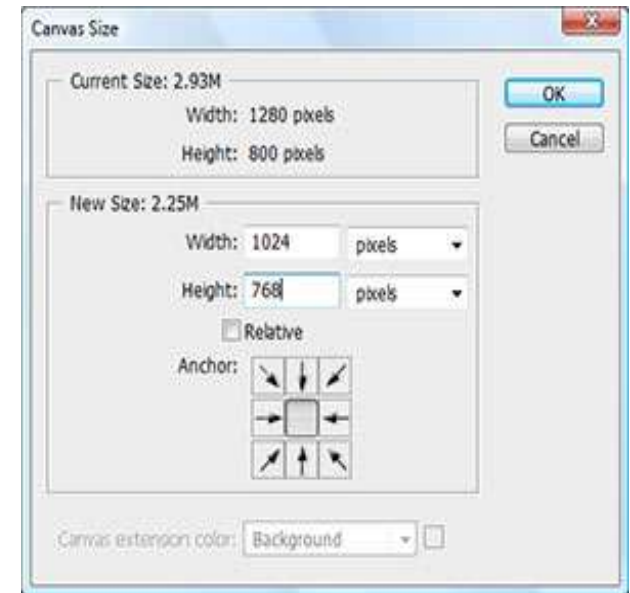 Canvas Size
Current Size: 2.93M
Width: 1280 pixels
Height: 800 pixels
OK
Cancel
New Size: 2.25M
Width: 1024 pixels
Height: 768 pixels
Relative
Anchor:
Canvas extension color: Background